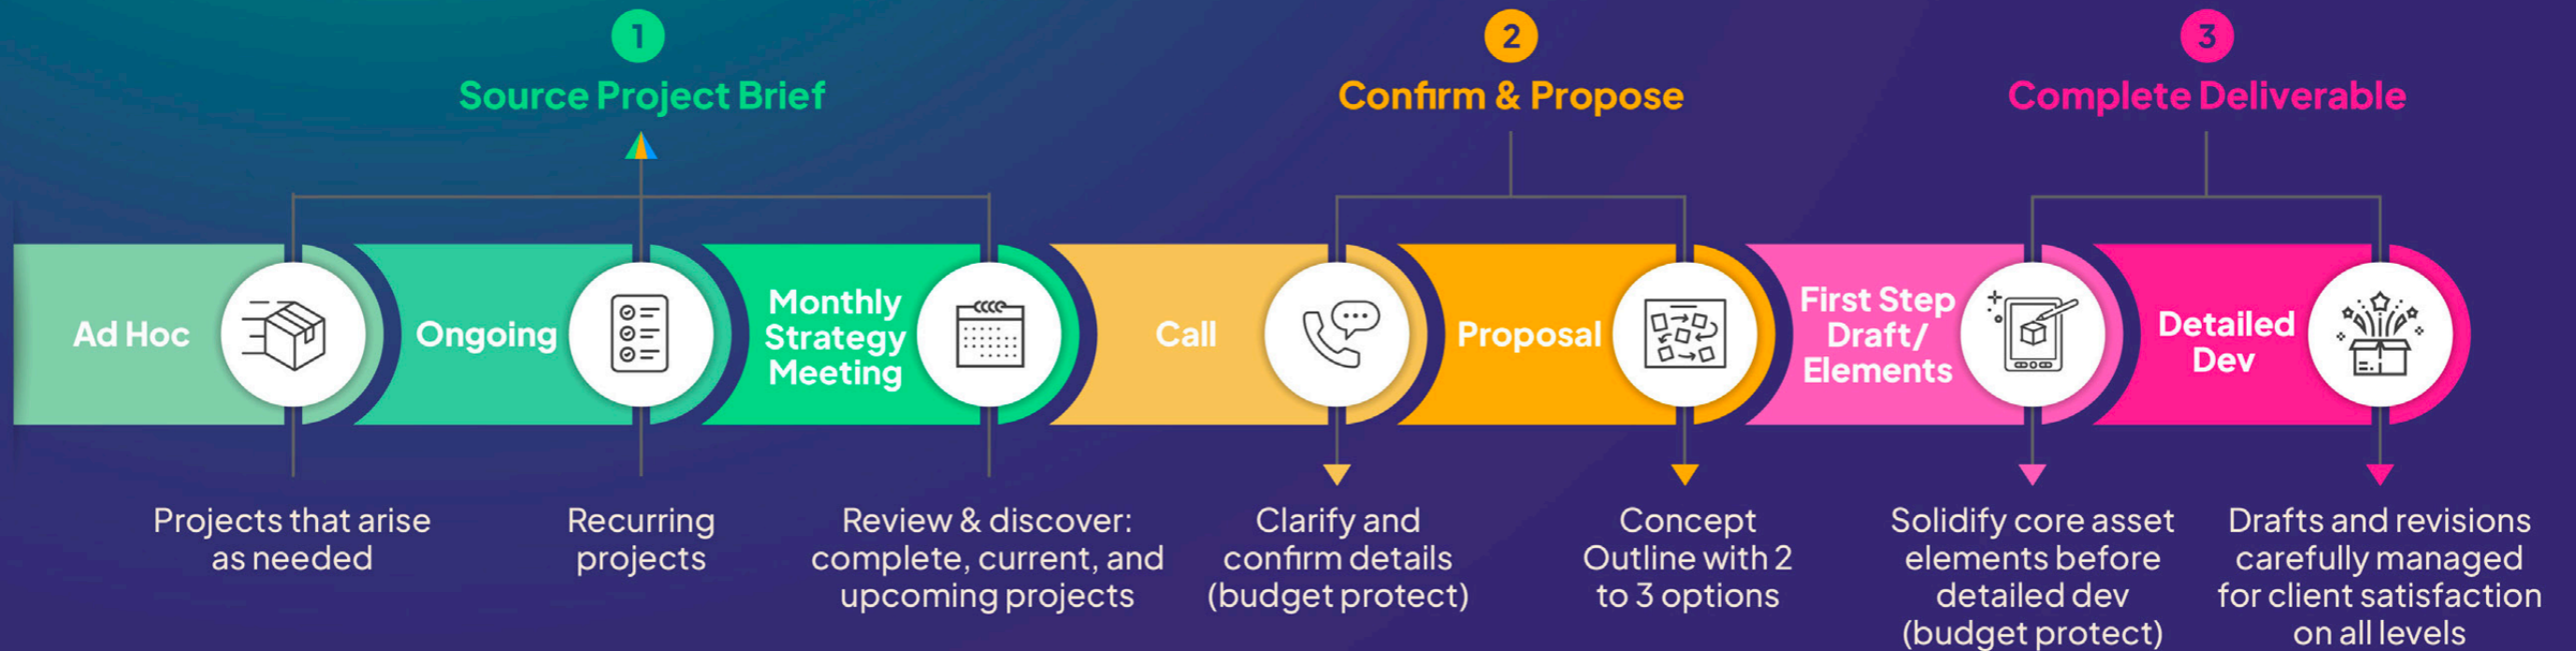 1
Source Project Brief
2
Confirm & Propose
3
Complete Deliverable
Ad Hoc
Ongoing
Monthly
Strategy
Meeting
Call
Proposal
First Step
Draft/
Elements
Detailed
Dev
Projects that arise
as needed
Recurring
projects
Review & discover:
complete, current, and
upcoming projects
Clarify and
confirm details
(budget protect)
Concept
Outline with 2
to 3 options
Solidify core asset
elements before
detailed dev
(budget protect)
Drafts and revisions
carefully managed
for client satisfaction
on all levels